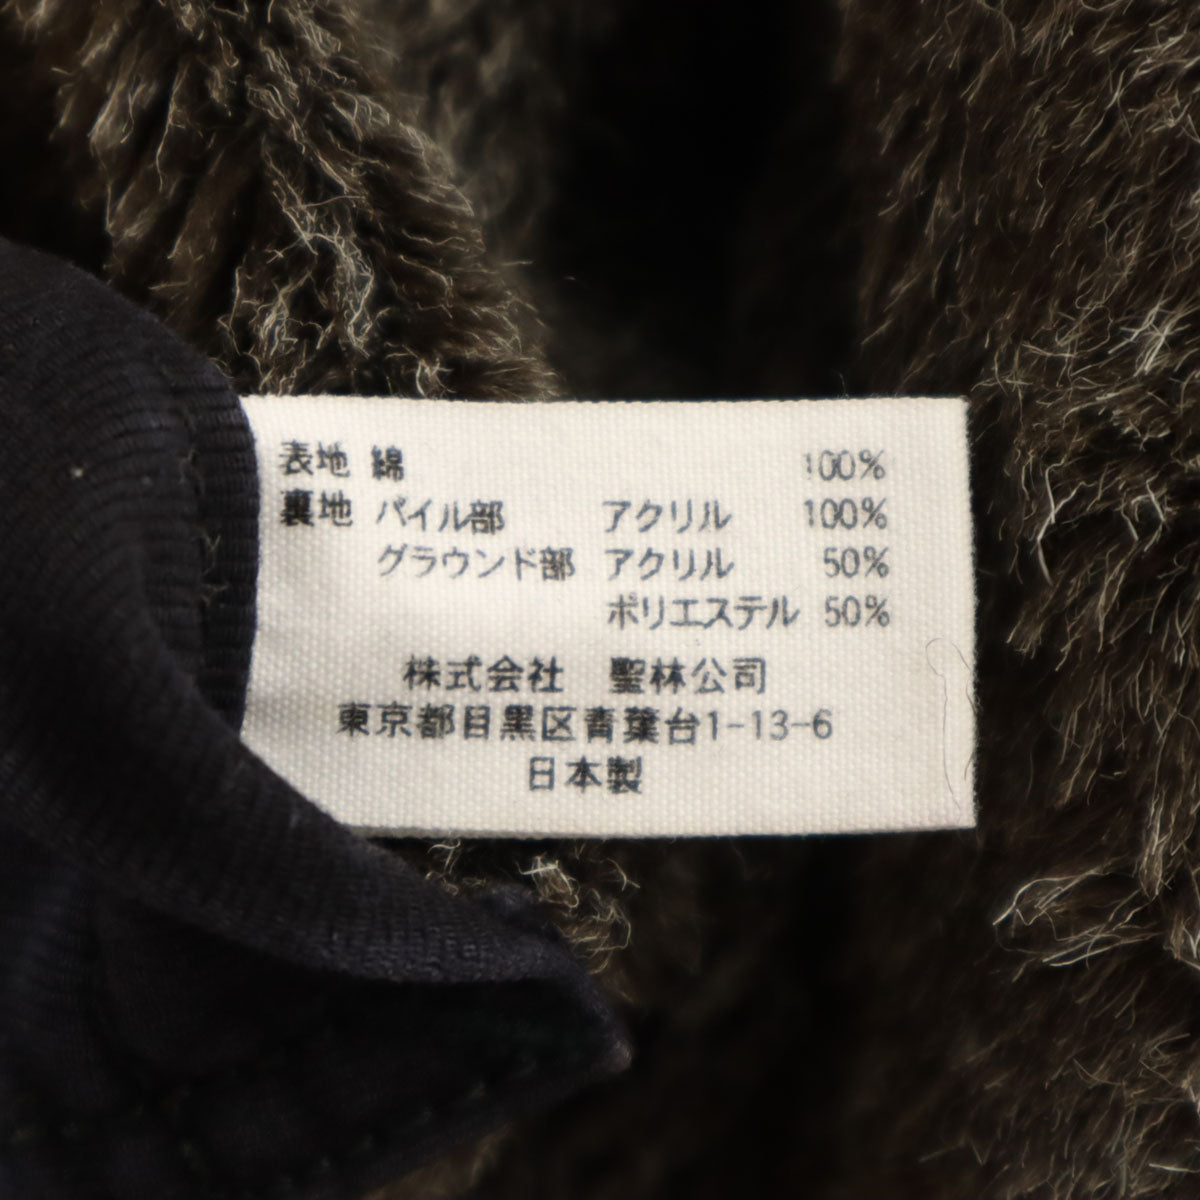 表地 綿 100%
裏地 パイル部 アクリル 100%
グラウンド部 アクリル 50%
ポリエステル 50%
株式会社 聖林公司
東京都目黒区青葉台1-13-6
日本製